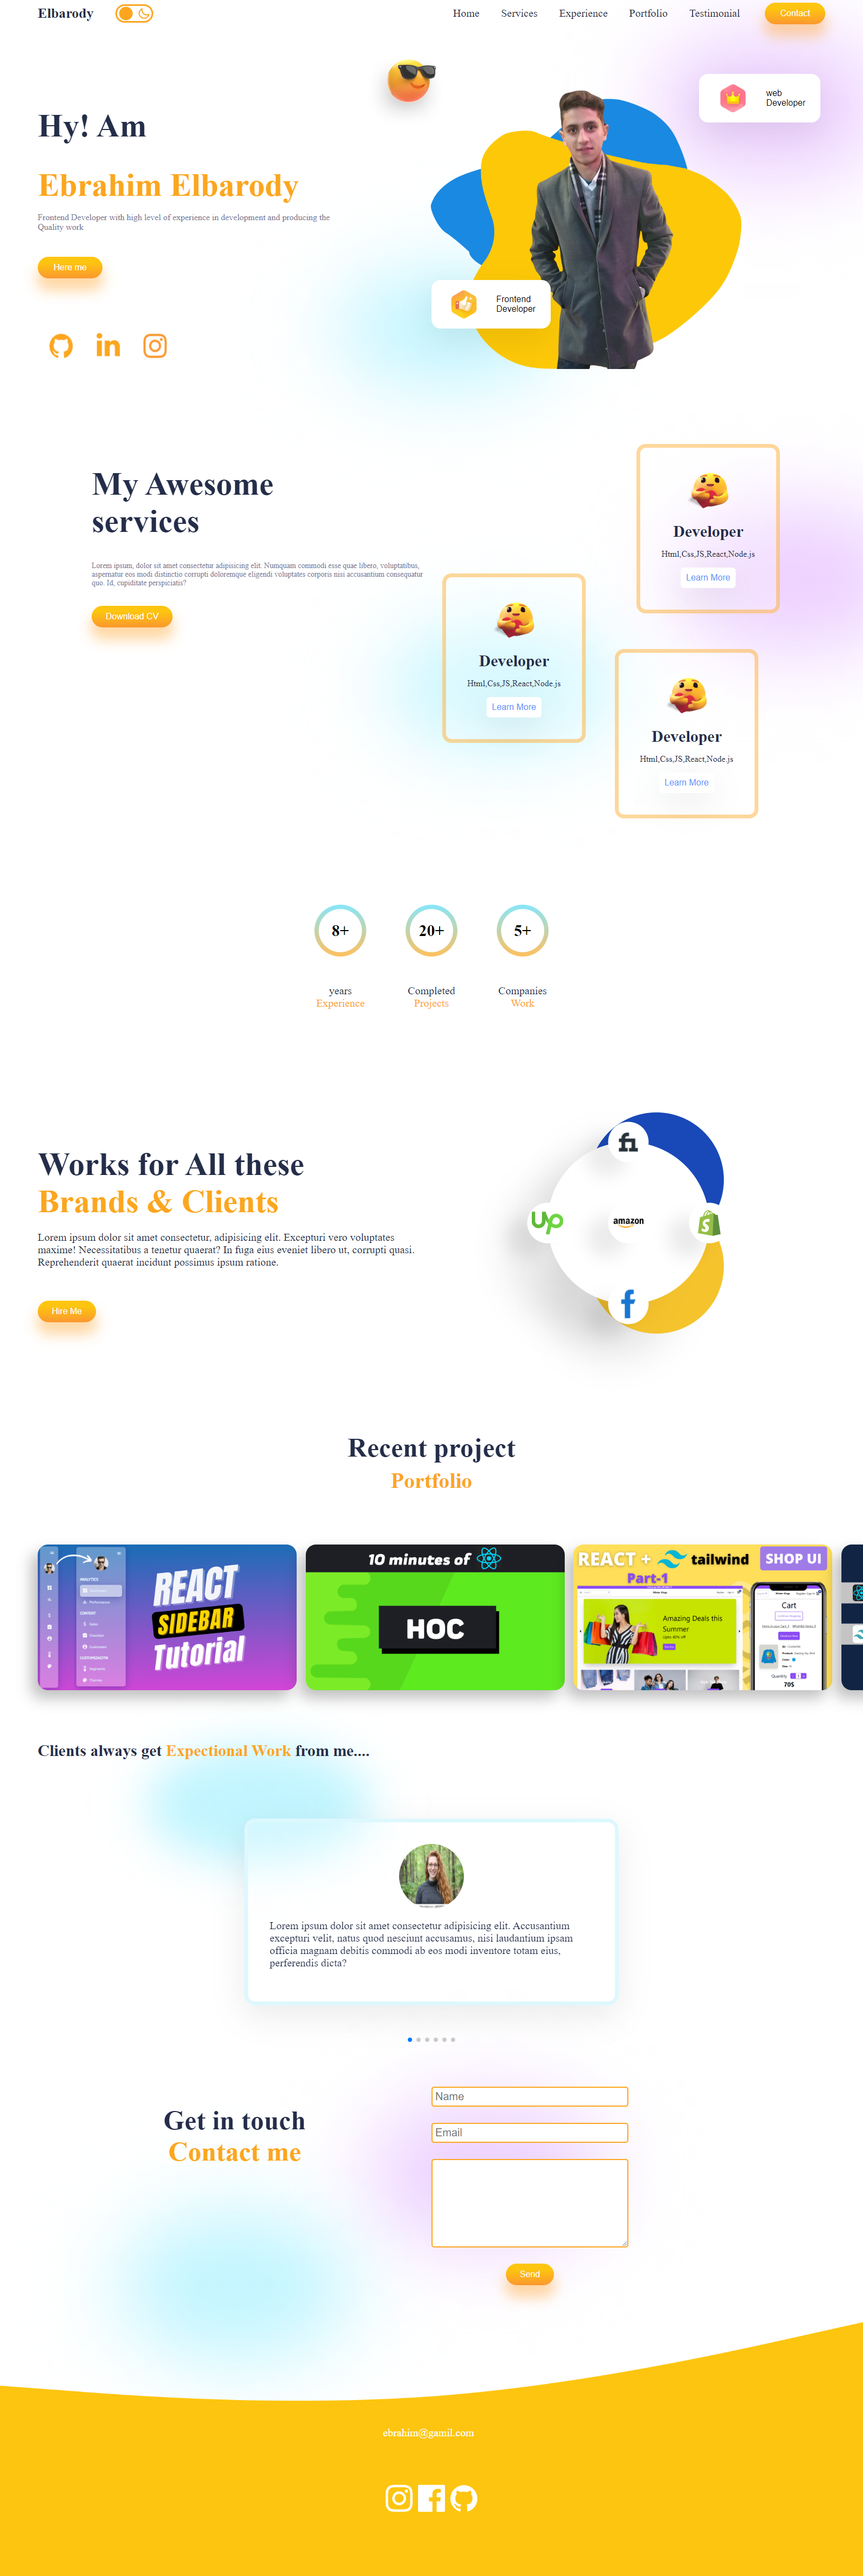 Elbarody
Home Services Experience Portfolio Testimonial Contact
web
Developer
Hy! Am
Ebrahim Elbarody
Frontend Developer with high level of experience in development and producing the
Quality work
Here me
Frontend
Developer
My Awesome
services
Lorem ipsum, dolor sit amet consectetur adipisicing elit. Numquam commodi esse quae libero, voluptatibus,
aspernatur eos modi distinctio corrupti doloremque eligendi voluptates corporis nisi accusantium consequatur
quo. Id, cupiditate perspiciatis?
Download CV
Developer
Html,Css,JS,React,Node.js
Learn More
Developer
Html,Css,JS,React,Node.js
Learn More
Developer
Html,Css,JS,React,Node.js
Learn More
8+ 20+ 5+
years Completed Companies
Experience Projects Work
Works for All these
Brands & Clients
Lorem ipsum dolor sit amet consectetur, adipisicing elit. Excepturi vero voluptates
maxime! Necessitatibus a tenetur quaerat? In fuga eius eveniet libero ut, corrupti quasi.
Reprehenderit quaerat incidunt possimus ipsum ratione.
Hire Me
fi
Up
amazon
S
f
Recent project
Portfolio
REACT
SIDEBAR
Tutorial
10 minutes of
HOC
REACT + tailwind SHOP UI
Part-1
Amazing Deals this
Summer
Cart
Quantity
70$
Clients always get Expectional Work from me....
Lorem ipsum dolor sit amet consectetur adipisicing elit. Accusantium
excepturi velit, natus quod nesciunt accusamus, nisi laudantium ipsam
officia magnam debitis commodi ab eos modi inventore totam eius,
perferendis dicta?
Get in touch
Contact me
Name
Email
Send
ebrahim@gamil.com